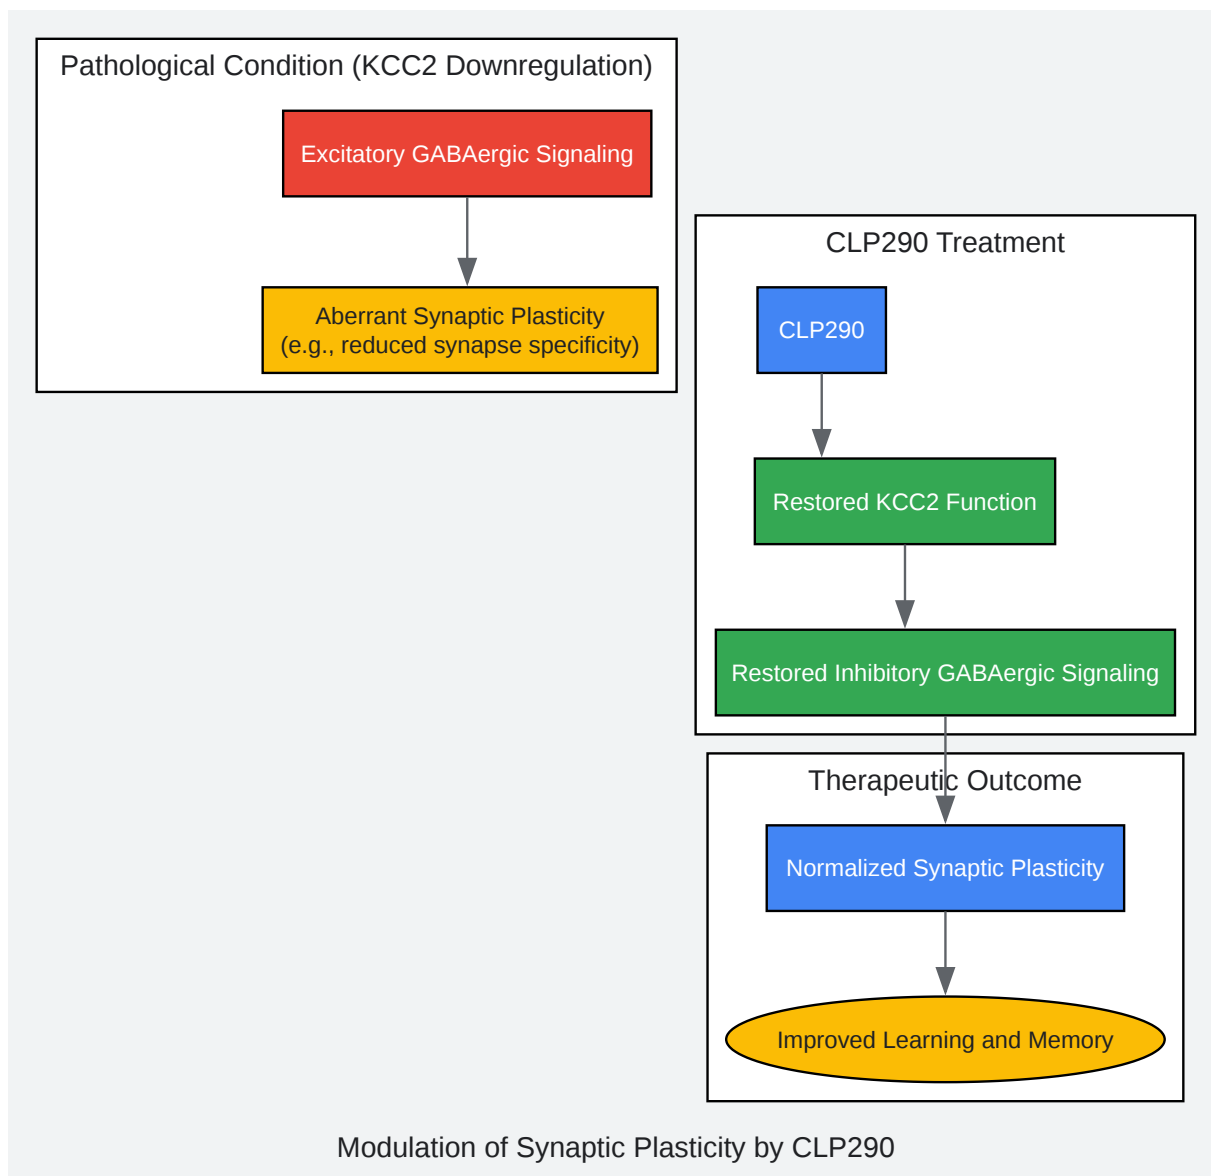 Pathological Condition (KCC2 Downregulation)
Excitatory GABAergic Signaling
Aberrant Synaptic Plasticity
(e.g., reduced synapse specificity)
CLP290 Treatment
CLP290
Restored KCC2 Function
Restored Inhibitory GABAergic Signaling
Therapeutic Outcome
Normalized Synaptic Plasticity
Improved Learning and Memory
Modulation of Synaptic Plasticity by CLP290